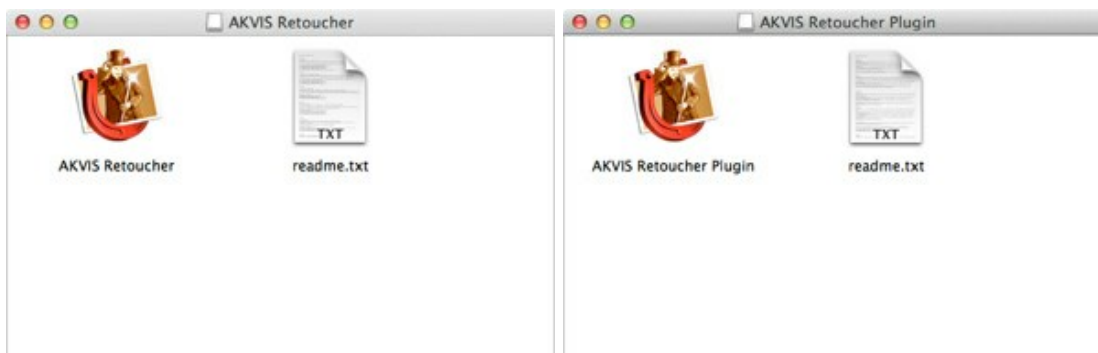 AKVIS Retoucher
AKVIS Retoucher
TXT
readme.txt
AKVIS Retoucher Plugin
AKVIS Retoucher Plugin
TXT
readme.txt